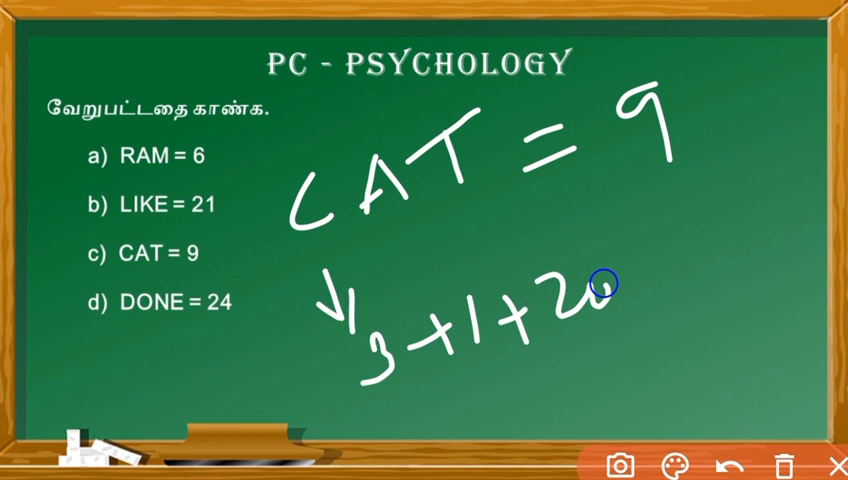 PC - PSYCHOLOGY
வேறுபட்டதை காண்க.
a) RAM = 6
b) LIKE = 21
c) CAT = 9
d) DONE = 24
CAT = 9
3+1+20